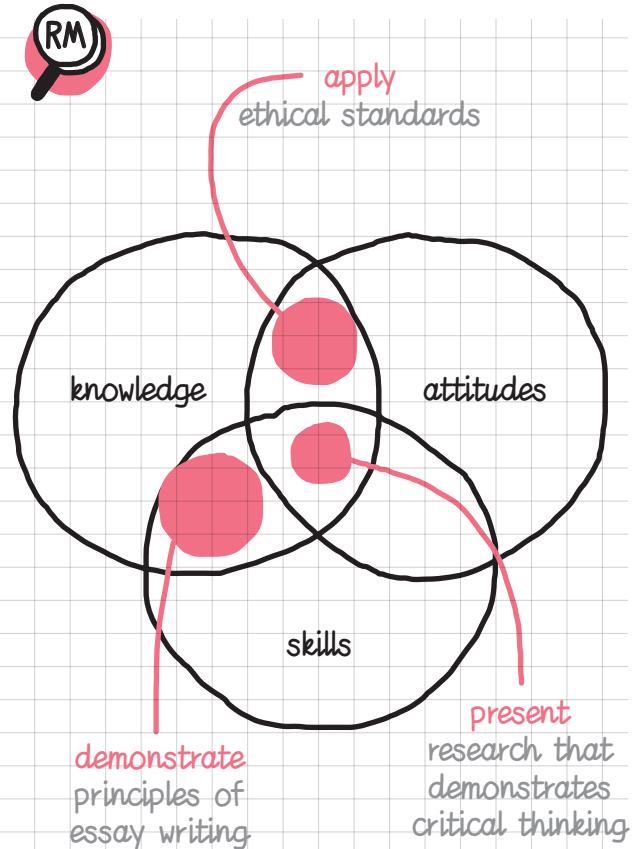 RM
apply
ethical standards
knowledge
attitudes
skills
demonstrate
principles of
essay writing
present
research that
demonstrates
critical thinking